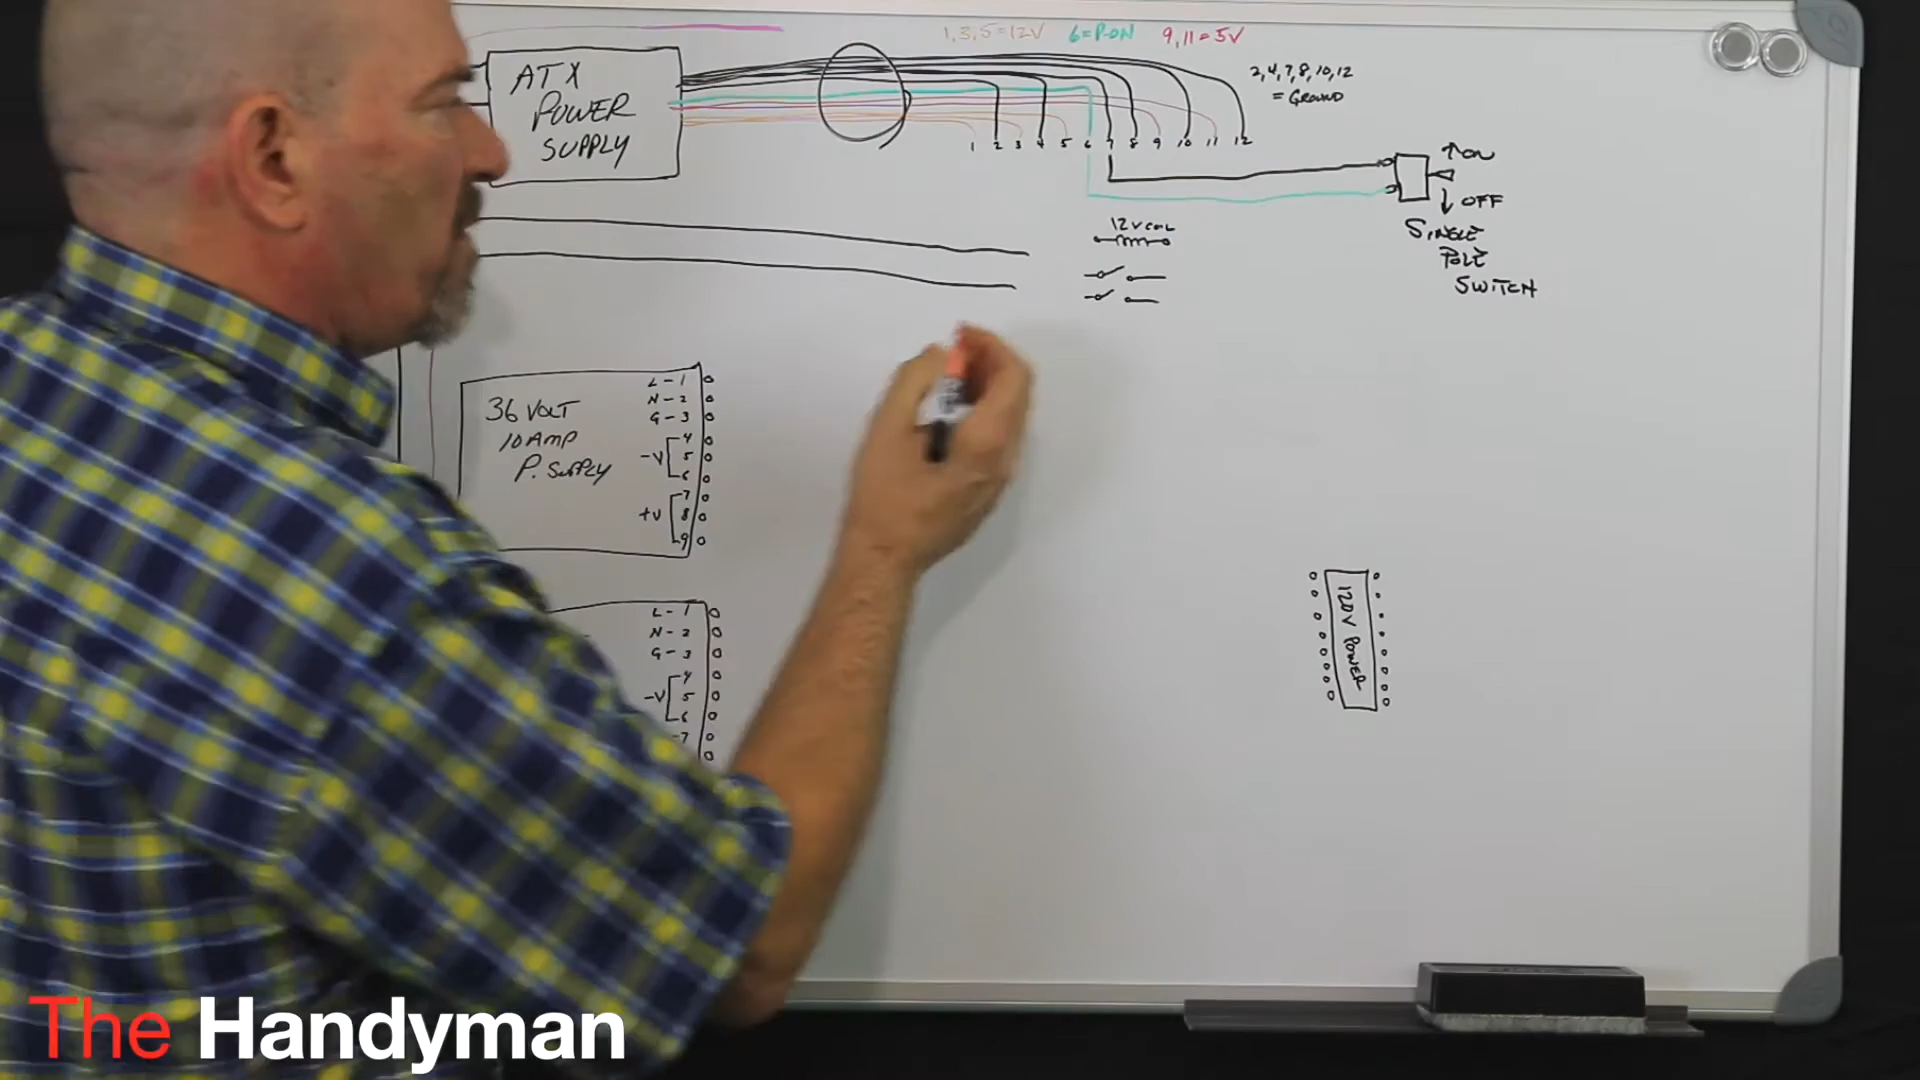 1,3,5=12V 6=P-ON 9,11=5V
ATX
POWER
SUPPLY
2,4,7,8,10,12
= GROUND
1 2 3 4 5 6 7 8 9 10 11 12
↑ON
↓OFF
SINGLE
POLE
SWITCH
12V COIL
36 VOLT
10 AMP
P. SUPPLY
L-1
N-2
G-3
-V
4
5
6
+V
7
8
9
L-1
N-2
G-3
-V
4
5
6
-7
120V POWER
The Handyman